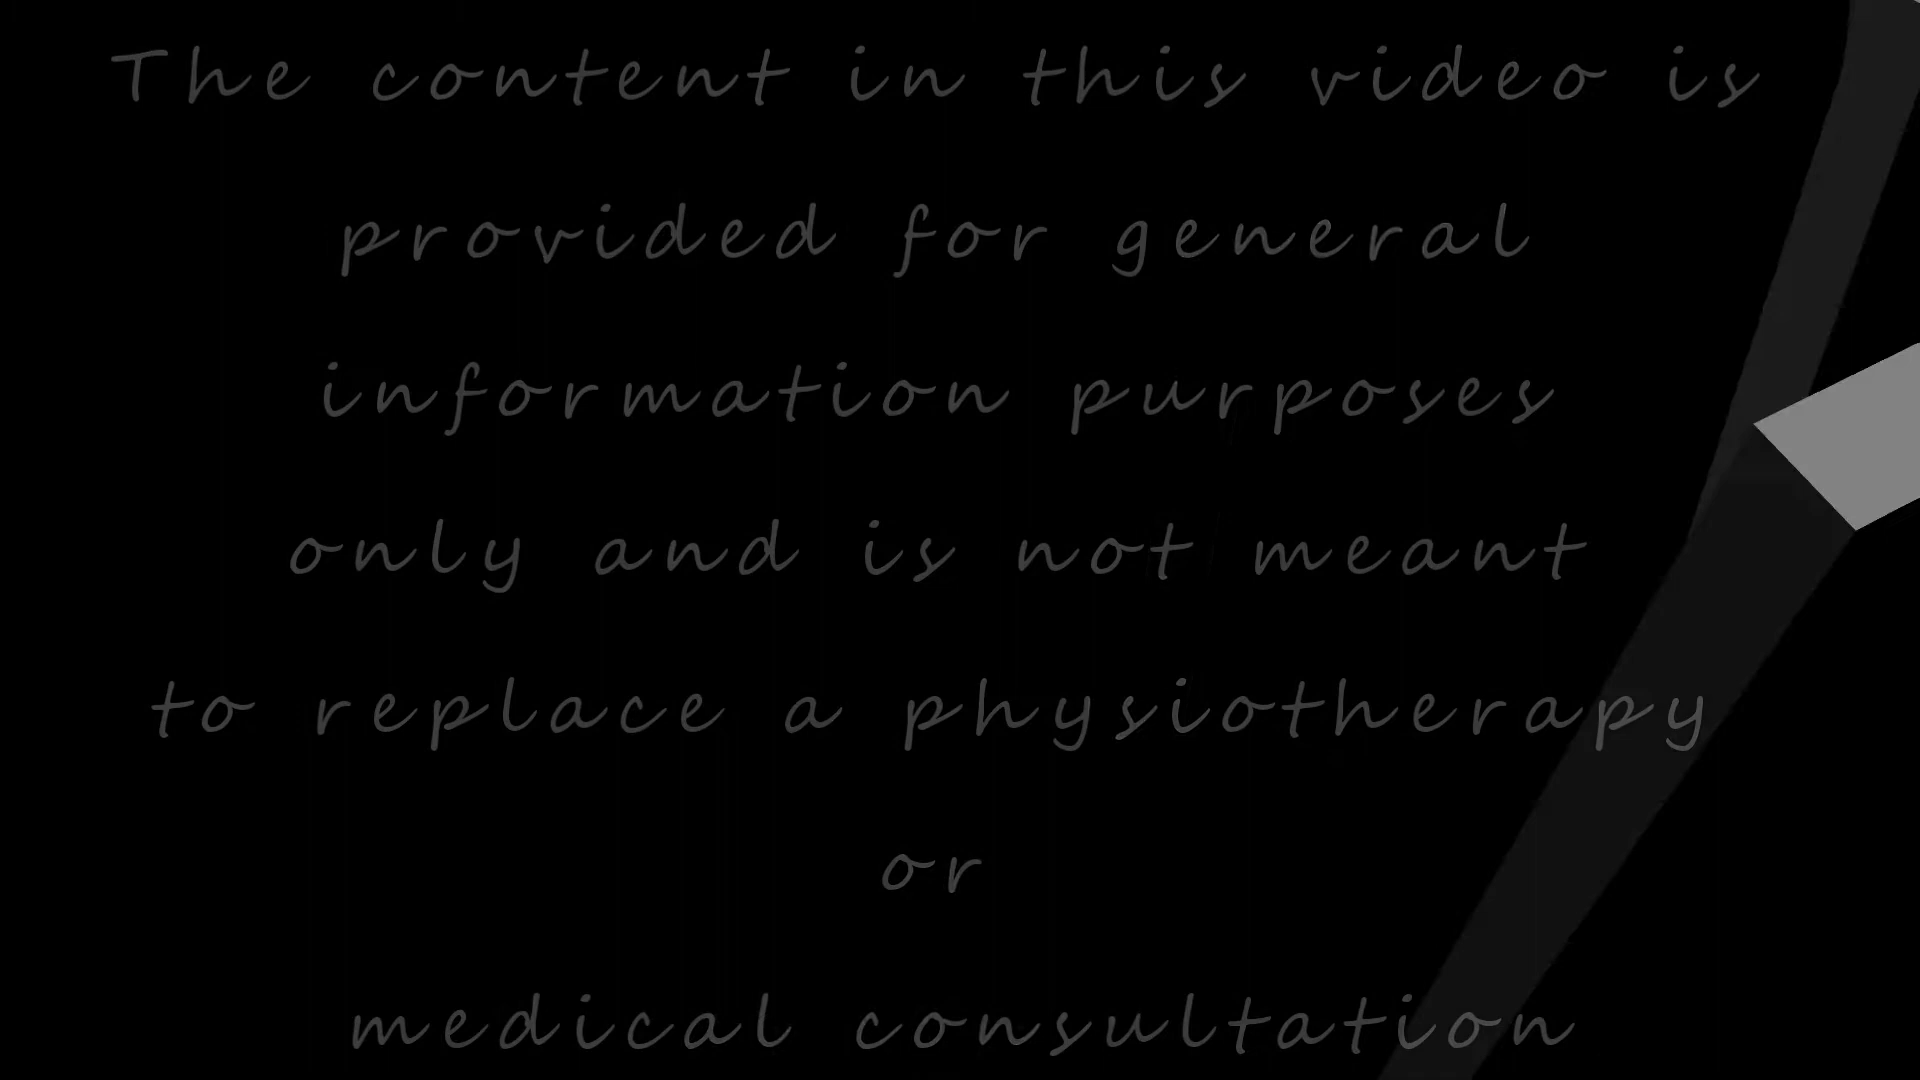 The content in this video is
provided for general
information purposes
only and is not meant
to replace a physiotherapy
or
medical consultation